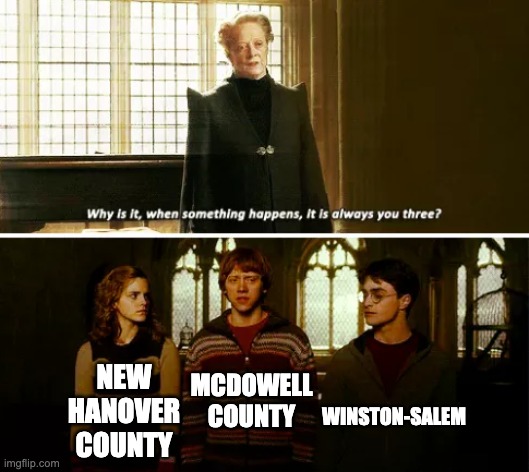 Why is it, when something happens, it is always you three?
NEW
HANOVER
COUNTY
MCDOWELL
COUNTY
WINSTON-SALEM
imgflip.com